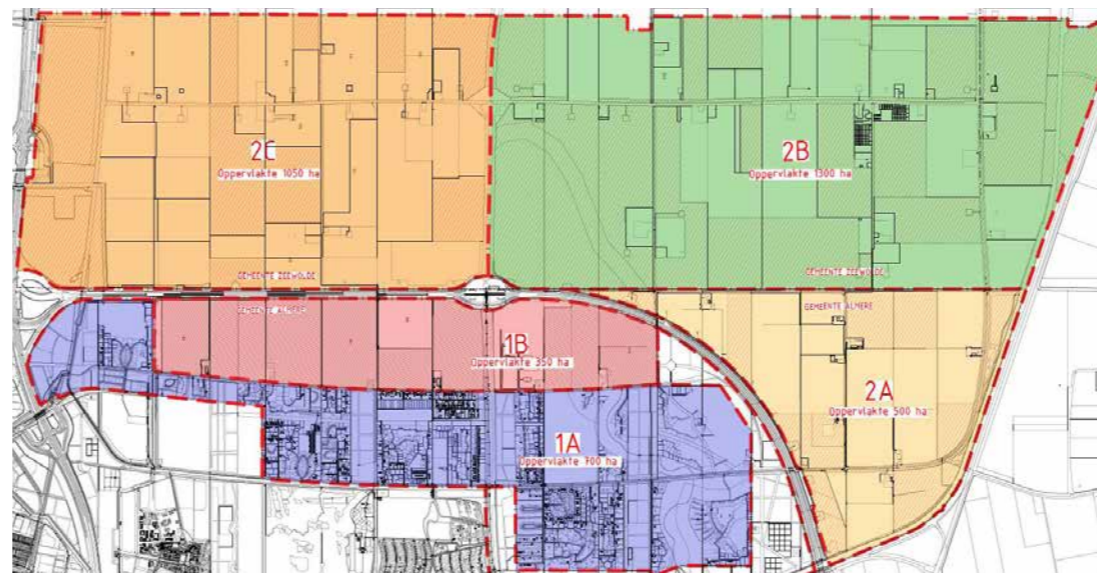 2C
Oppervlakte 1050 ha
2B
Oppervlakte 1300 ha
GEMEENTE ZEEWOLDE
GEMEENTE ZEEWOLDE
GEMEENTE ALMERE
GEMEENTE ALMERE
1B
Oppervlakte 350 ha
2A
Oppervlakte 500 ha
1A
Oppervlakte 700 ha